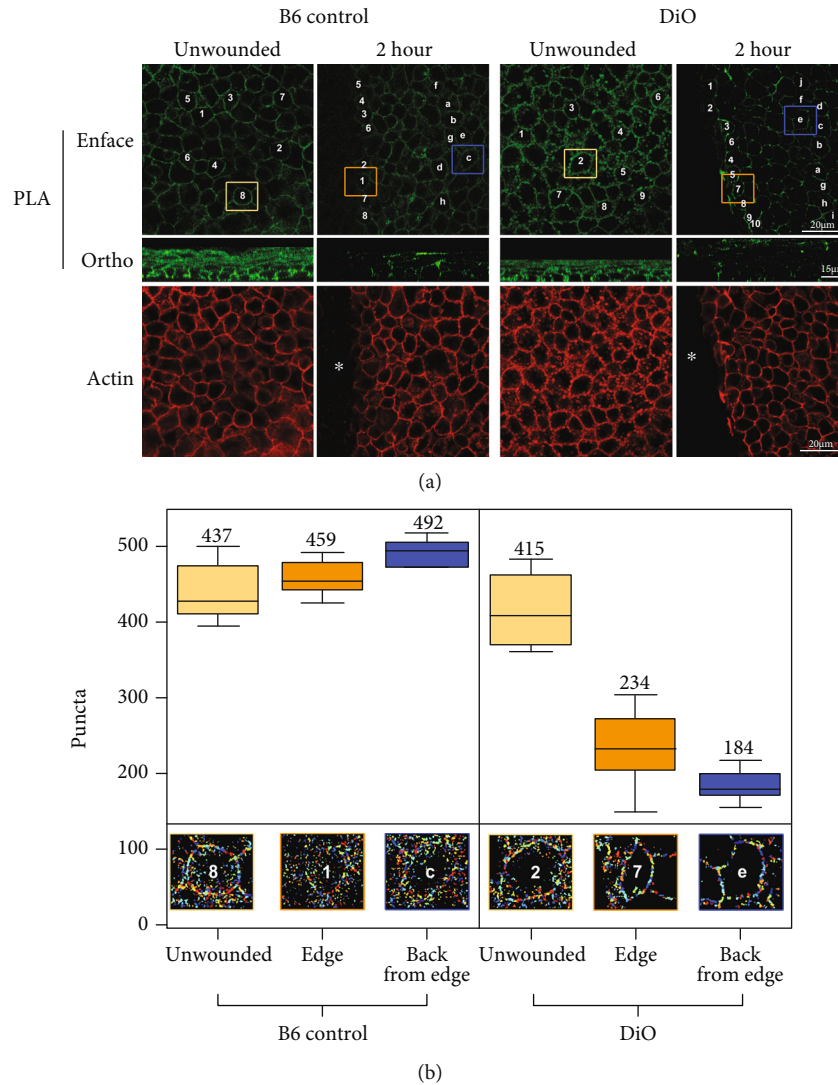 B6 control DiO
Unwounded 2 hour Unwounded 2 hour
PLA
Enface
5 3 7
1
2
6 4
8
5 f
4 a
3 b
6 g e
2 d c
1
7 h
8
6
3
1 4
2
5
7 9
8
1 j
2 f d
3 e c
6 b
4 a
5 g
7
8 h
9 i
10
20μm
Ortho
15μ
Actin
*
*
20μm
(a)
Puncta
500
400
300
200
100
0
437 459 492 415 234 184
8 1 c 2 7 e
Unwounded Edge Back Unwounded Edge Back
from edge from edge
B6 control DiO
(b)